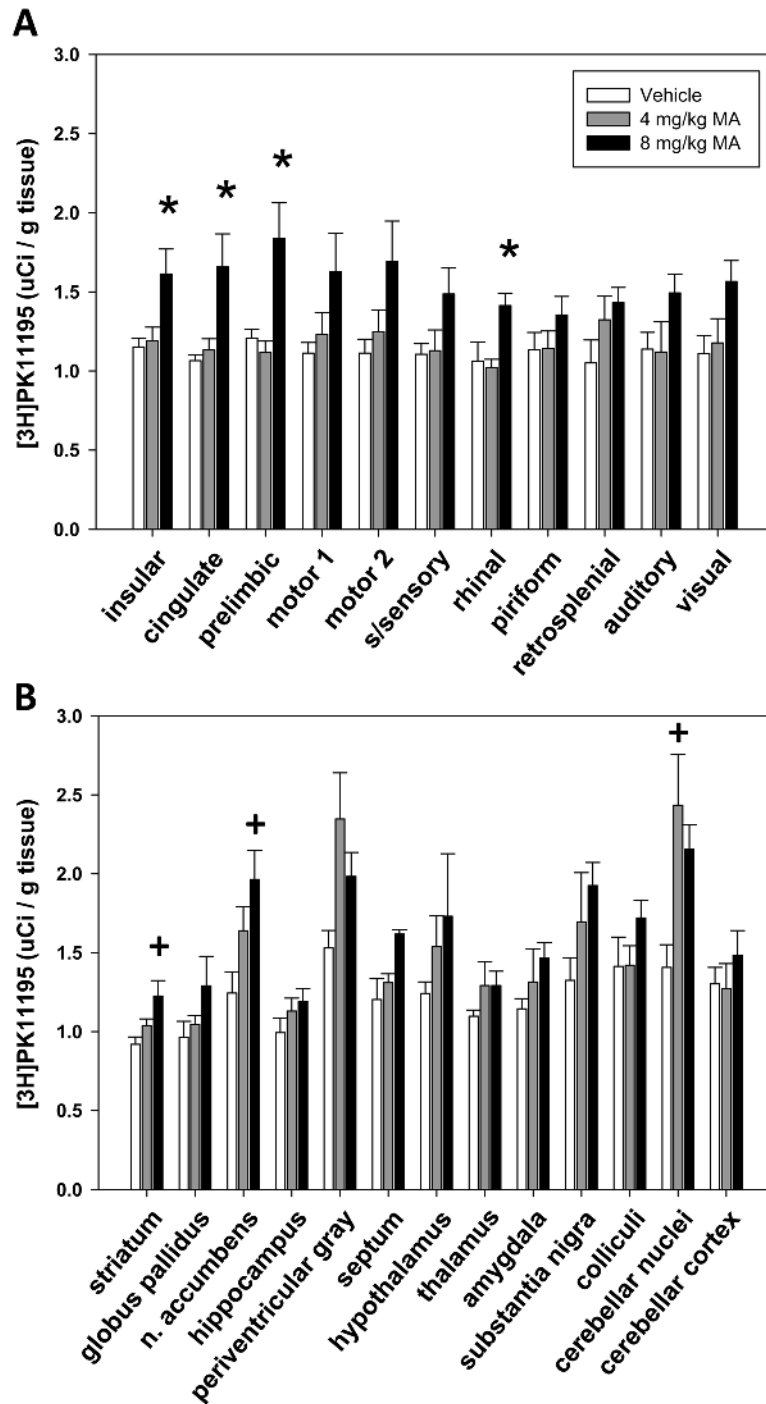 A
[3H]PK11195 (uCi / g tissue)
3.0
2.5
2.0
1.5
1.0
0.5
0.0
Vehicle
4 mg/kg MA
8 mg/kg MA
*
*
*
*
insular
cingulate
prelimbic
motor 1
motor 2
s/sensory
rhinal
piriform
retrosplenial
auditory
visual
B
[3H]PK11195 (uCi / g tissue)
3.0
2.5
2.0
1.5
1.0
0.5
0.0
+
+
+
striatum
globus pallidus
n. accumbens
hippocampus
periventricular gray
septum
hypothalamus
thalamus
amygdala
substantia nigra
colliculi
cerebellar nuclei
cerebellar cortex